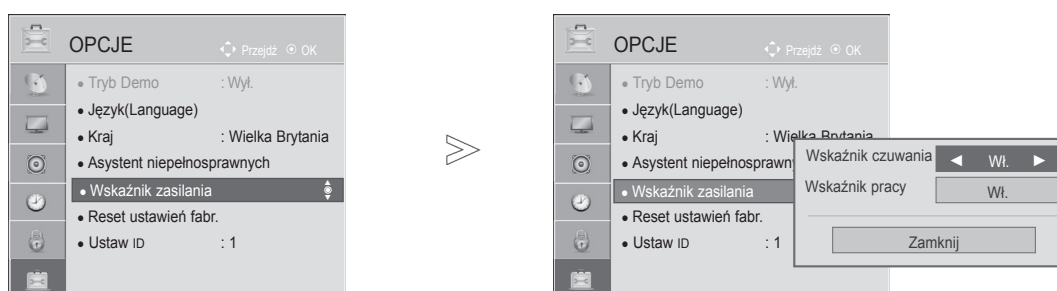 OPCJE
Przejdź OK
• Tryb Demo : Wył.
• Język(Language)
• Kraj : Wielka Brytania
• Asystent niepełnosprawnych
• Wskaźnik zasilania
• Reset ustawień fabr.
• Ustaw ID : 1
OPCJE
Przejdź OK
• Tryb Demo : Wył.
• Język(Language)
• Kraj : Wielka Brytania
• Asystent niepełnosprawn
• Wskaźnik zasilania
• Reset ustawień fabr.
• Ustaw ID : 1
Wskaźnik czuwania ◄ Wł. ►
Wskaźnik pracy Wł.
Zamknij